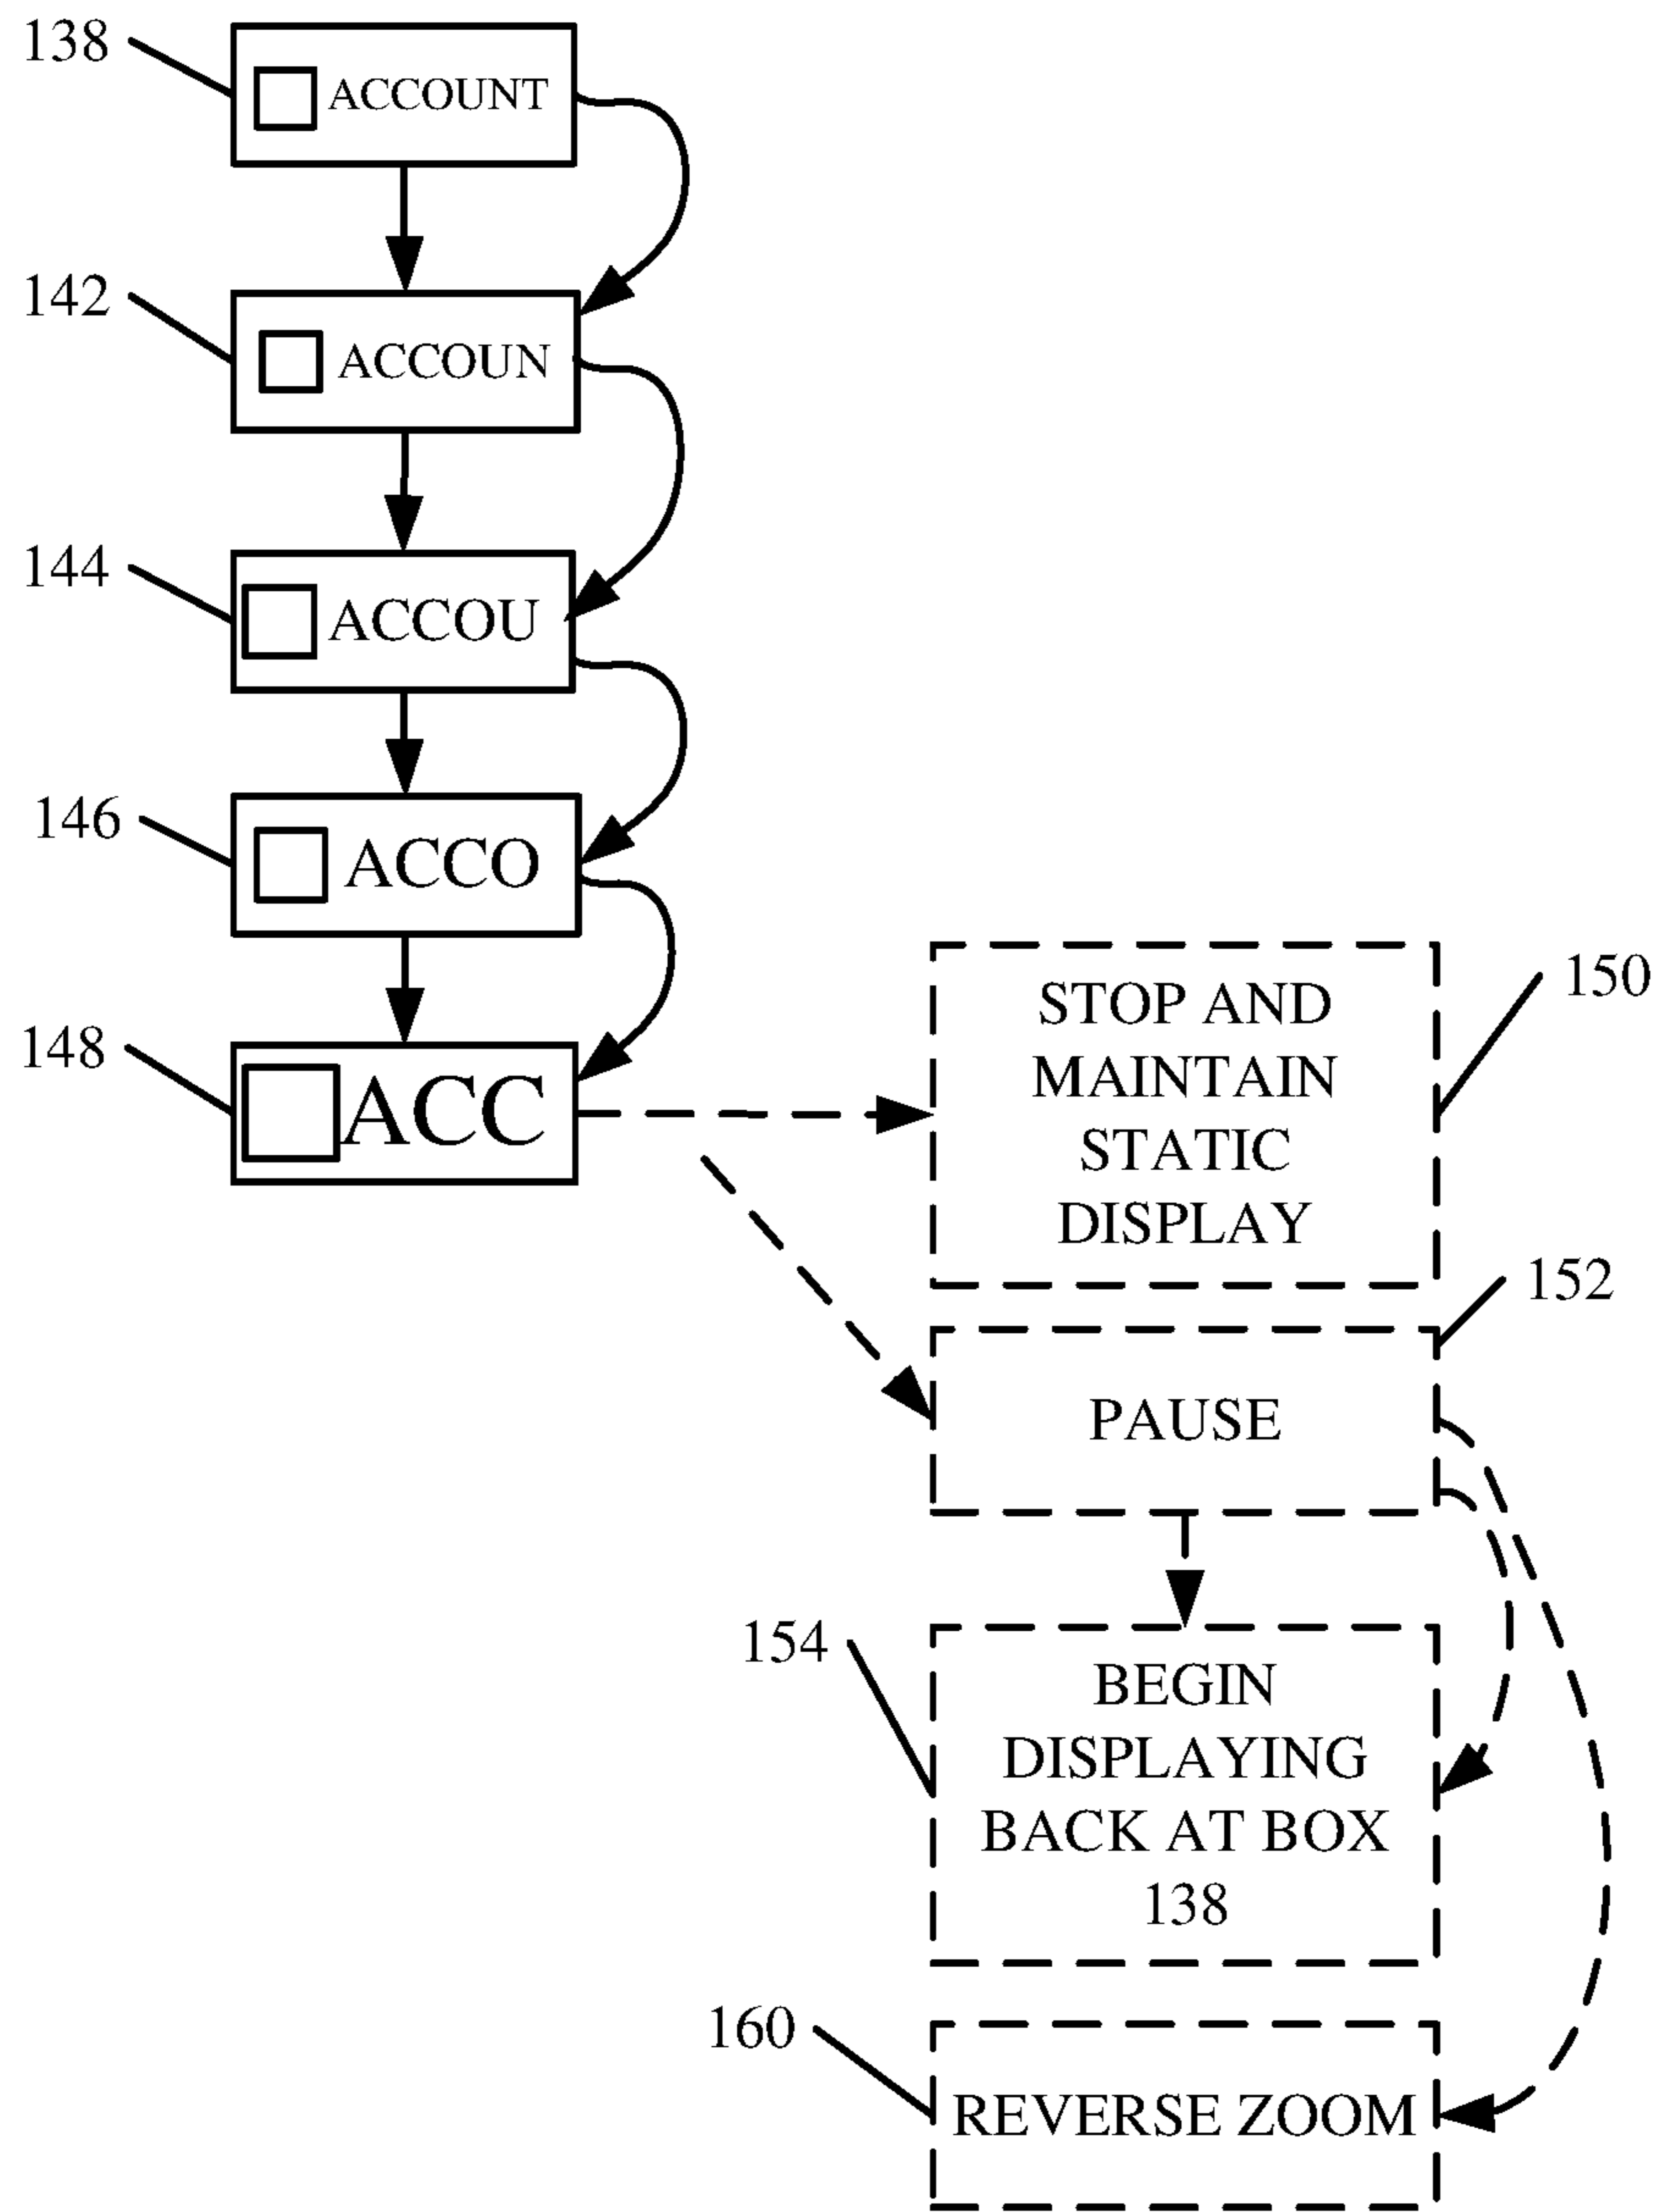 138
ACCOUNT
142
ACCOUN
144
ACCOU
146
ACCO
148
ACC
150
STOP AND
MAINTAIN
STATIC
DISPLAY
152
PAUSE
154
BEGIN
DISPLAYING
BACK AT BOX
138
160
REVERSE ZOOM